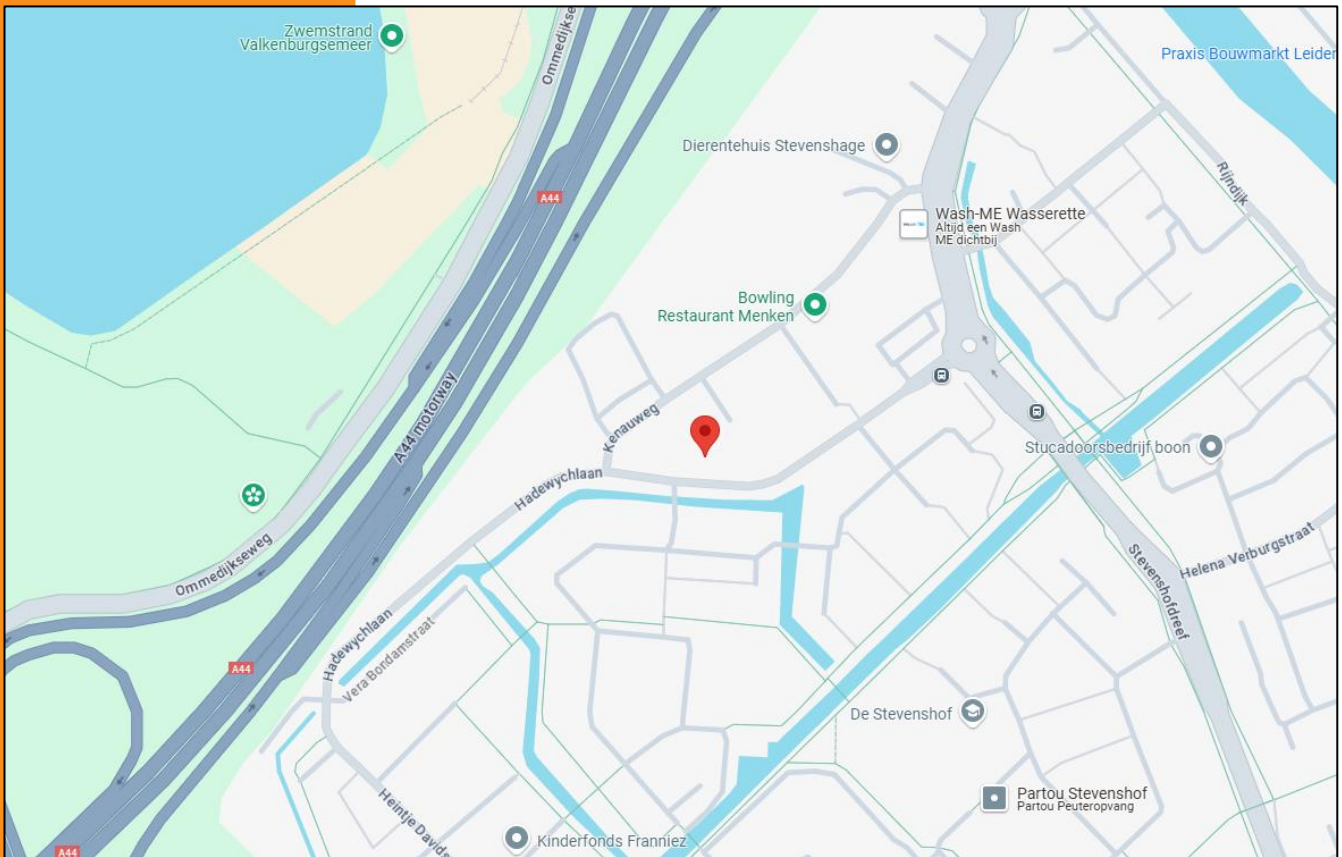 Zwemstrand
Valkenburgsemeer
Ommedijkse
Praxis Bouwmarkt Leider
Dierentehuis Stevenshage
Rijndijk
A44
Wash-ME Wasserette
Altijd een Wash
ME dichtbij
Bowling
Restaurant Menken
A44 motorway
Kenauweg
Stucadoorsbedrijf boon
Hadewychlaan
Ommedijkseweg
Helena Verburgstraat
Stevenshofdreef
Hadewychlaan
Vera Bondamstraat
A44
De Stevenshof
Partou Stevenshof
Partou Peuteropvang
Heintje Davids
Kinderfonds Franniez
A44